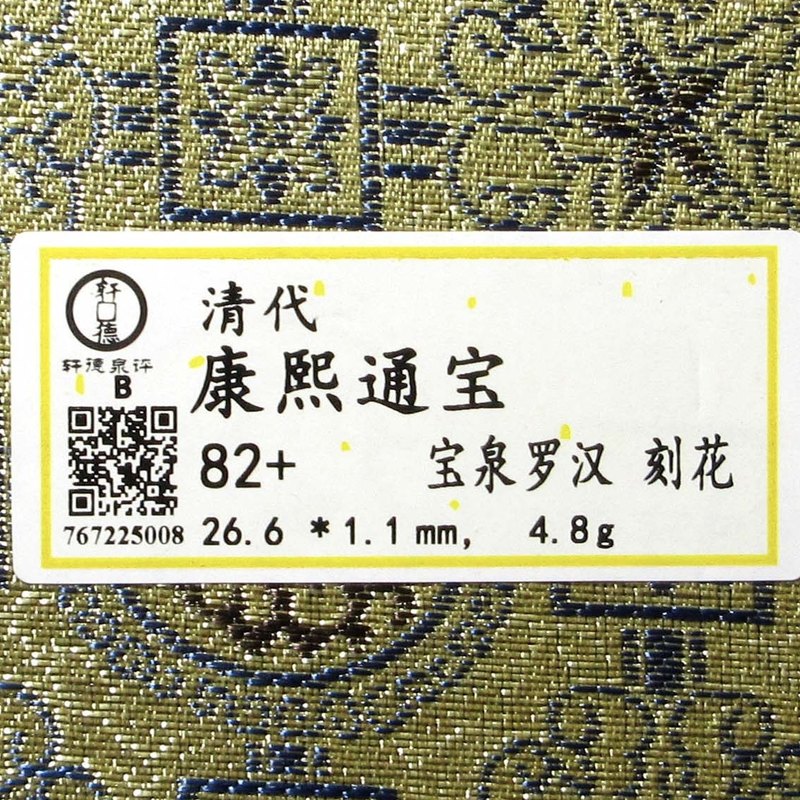 轩德
轩德泉评
B
767225008
清代
康熙通宝
82+ 宝泉罗汉 刻花
26.6 *1.1mm, 4.8g